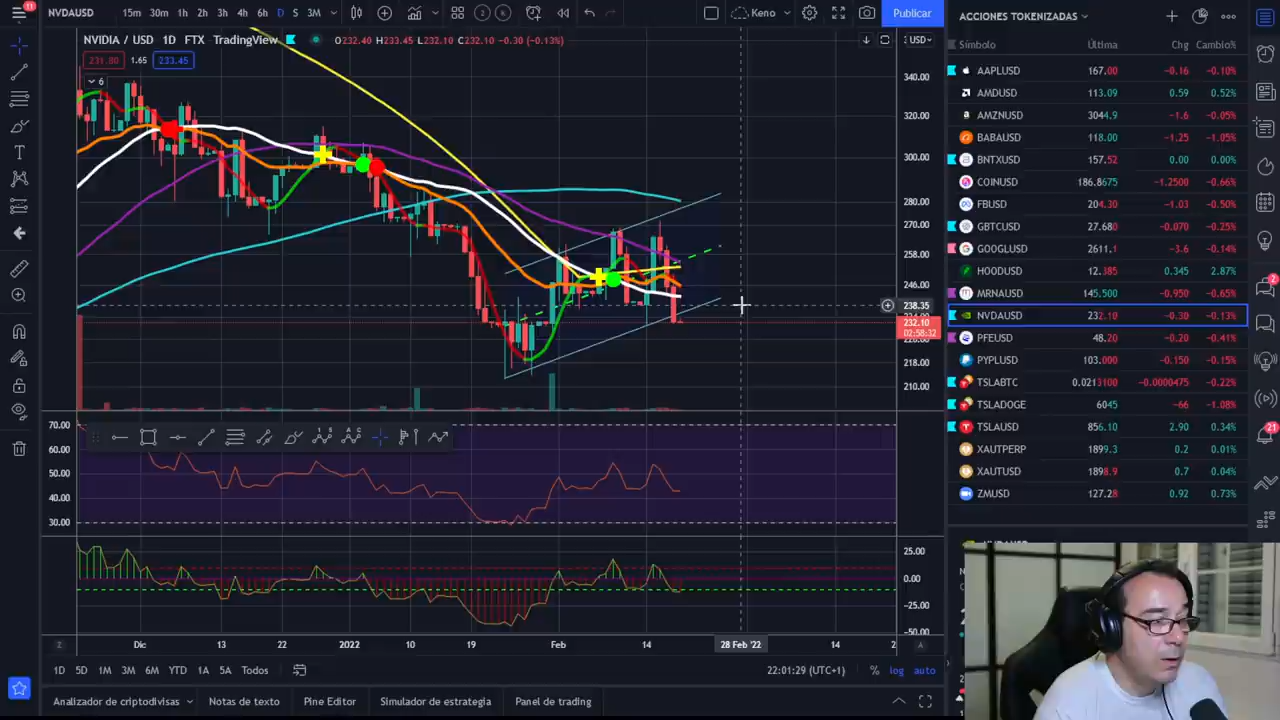 11
NVDAUSD 15m 30m 1h 2h 3h 4h 6h D S 3M 2 Keno Publicar
NVIDIA / USD 1D FTX TradingView O232.40 H233.45 L232.10 C232.10 -0.30 (-0.13%) USD
231.80 1.65 233.45
6
340.00
320.00
300.00
280.00
270.00
258.00
246.00
238.35
232.10
02:58:32
218.00
210.00
70.00
60.00
50.00
40.00
30.00
25.00
0.00
-25.00
-50.00
Dic 13 22 2022 10 19 Feb 14 28 Feb '22 14
1D 5D 1M 3M 6M YTD 1A 5A Todos 22:01:29 (UTC+1) % log auto
Analizador de criptodivisas Notas de texto Pine Editor Simulador de estrategia Panel de trading
ACCIONES TOKENIZADAS
Símbolo Última Chg Cambio%
AAPLUSD 167.00 -0.16 -0.10%
AMDUSD 113.09 0.59 0.52%
AMZNUSD 3044.9 -1.6 -0.05%
BABAUSD 118.00 -1.25 -1.05%
BNTXUSD 157.52 0.00 0.00%
COINUSD 186.8675 -1.2500 -0.66%
FBUSD 204.30 -1.03 -0.50%
GBTCUSD 27.680 -0.070 -0.25%
GOOGLUSD 2611.1 -3.6 -0.14%
HOODUSD 12.385 0.345 2.87%
MRNAUSD 145.500 -0.950 -0.65%
NVDAUSD 232.10 -0.30 -0.13%
PFEUSD 48.20 -0.20 -0.41%
PYPLUSD 103.000 -0.150 -0.15%
TSLABTC 0.0213100 -0.0000475 -0.22%
TSLADOGE 6045 -66 -1.08%
TSLAUSD 856.10 2.90 0.34%
XAUTPERP 1899.3 0.2 0.01%
XAUTUSD 1898.9 0.7 0.04%
ZMUSD 127.28 0.92 0.73%
2
21